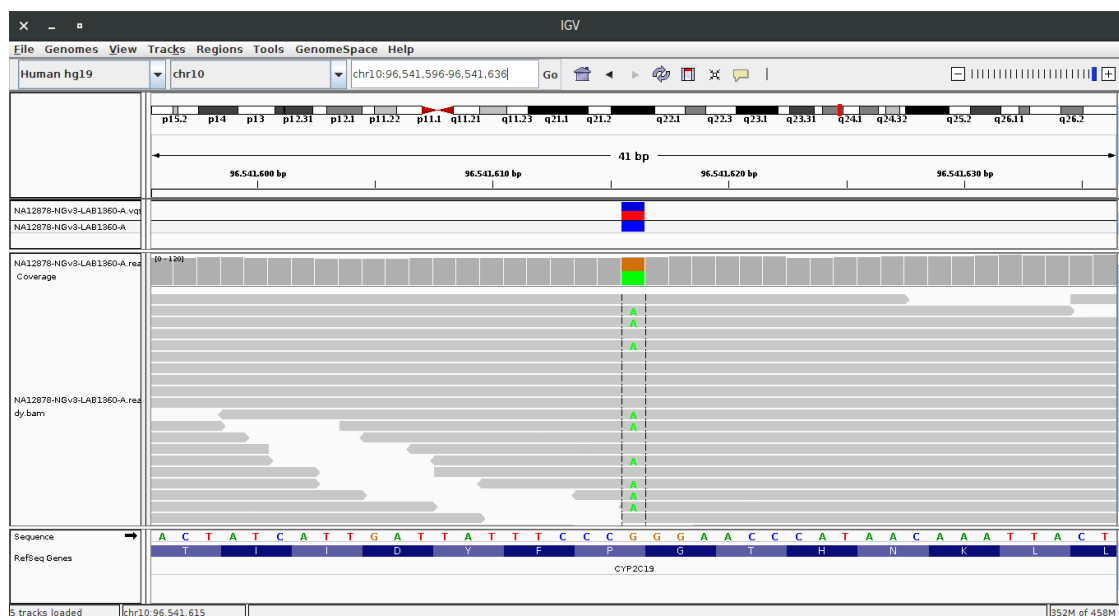 IGV
File Genomes View Tracks Regions Tools GenomeSpace Help
Human hg19 chr10 chr10:96,541,596-96,541,636 Go
p15.2 p14 p13 p12.31 p12.1 p11.22 p11.1 q11.21 q11.23 q21.1 q21.2 q22.1 q22.3 q23.1 q23.31 q24.1 q24.32 q25.2 q26.11 q26.2
41 bp
96.541.600 bp 96.541.610 bp 96.541.620 bp 96.541.630 bp
NA12878-NGv3-LAB1360-A.vqs
NA12878-NGv3-LAB1360-A
NA12878-NGv3-LAB1360-A.rea
Coverage
[0 - 120]
A
A
A
NA12878-NGv3-LAB1360-A.rea
dy.bam
A
A
A
A
A
A
Sequence A C T A T C A T T G A T T A T T T C C C G G G A A C C C A T A A C A A A T T A C T
RefSeq Genes T I I D Y F P G T H N K L L
CYP2C19
5 tracks loaded chr10:96.541.615 352M of 458M